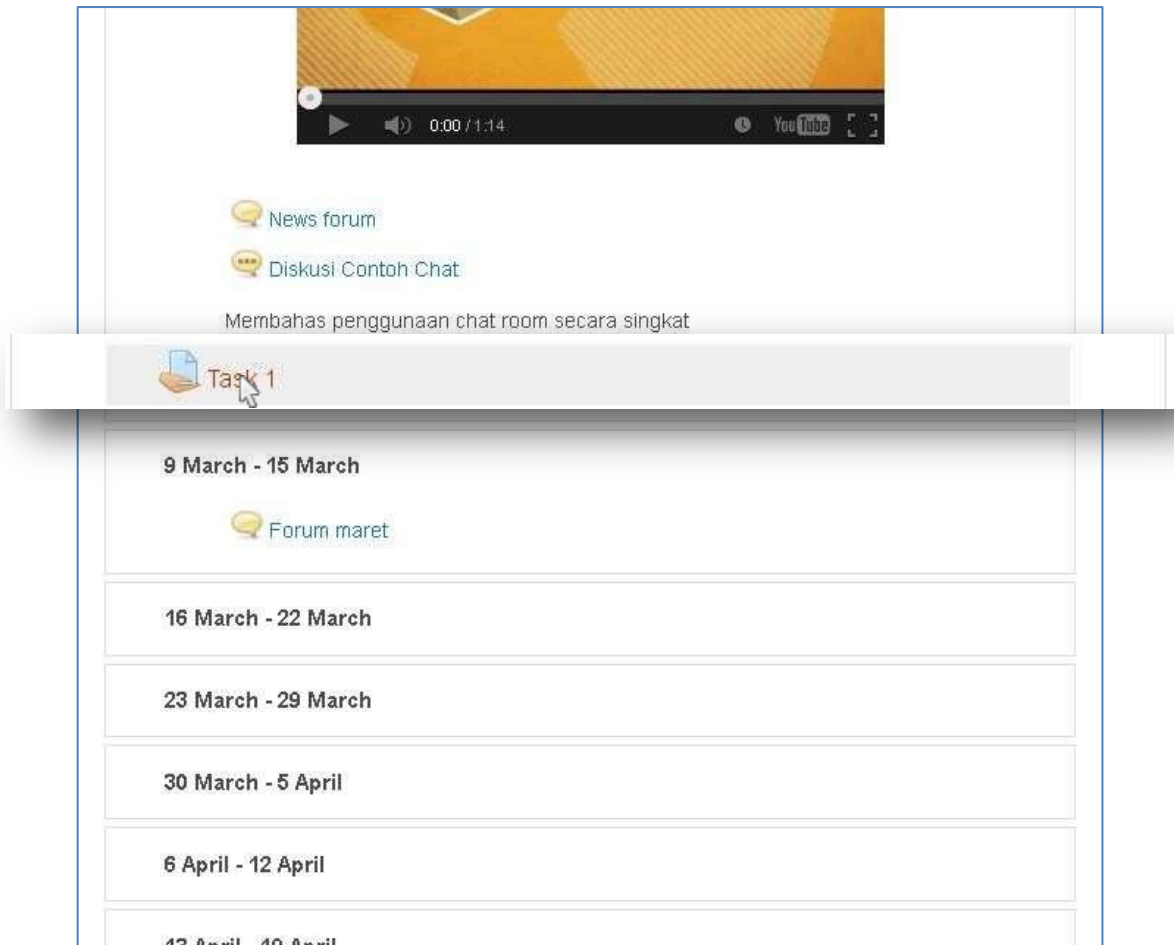 0:00 / 1:14 YouTube
News forum
Diskusi Contoh Chat
Membahas penggunaan chat room secara singkat
Task 1
9 March - 15 March
Forum maret
16 March - 22 March
23 March - 29 March
30 March - 5 April
6 April - 12 April